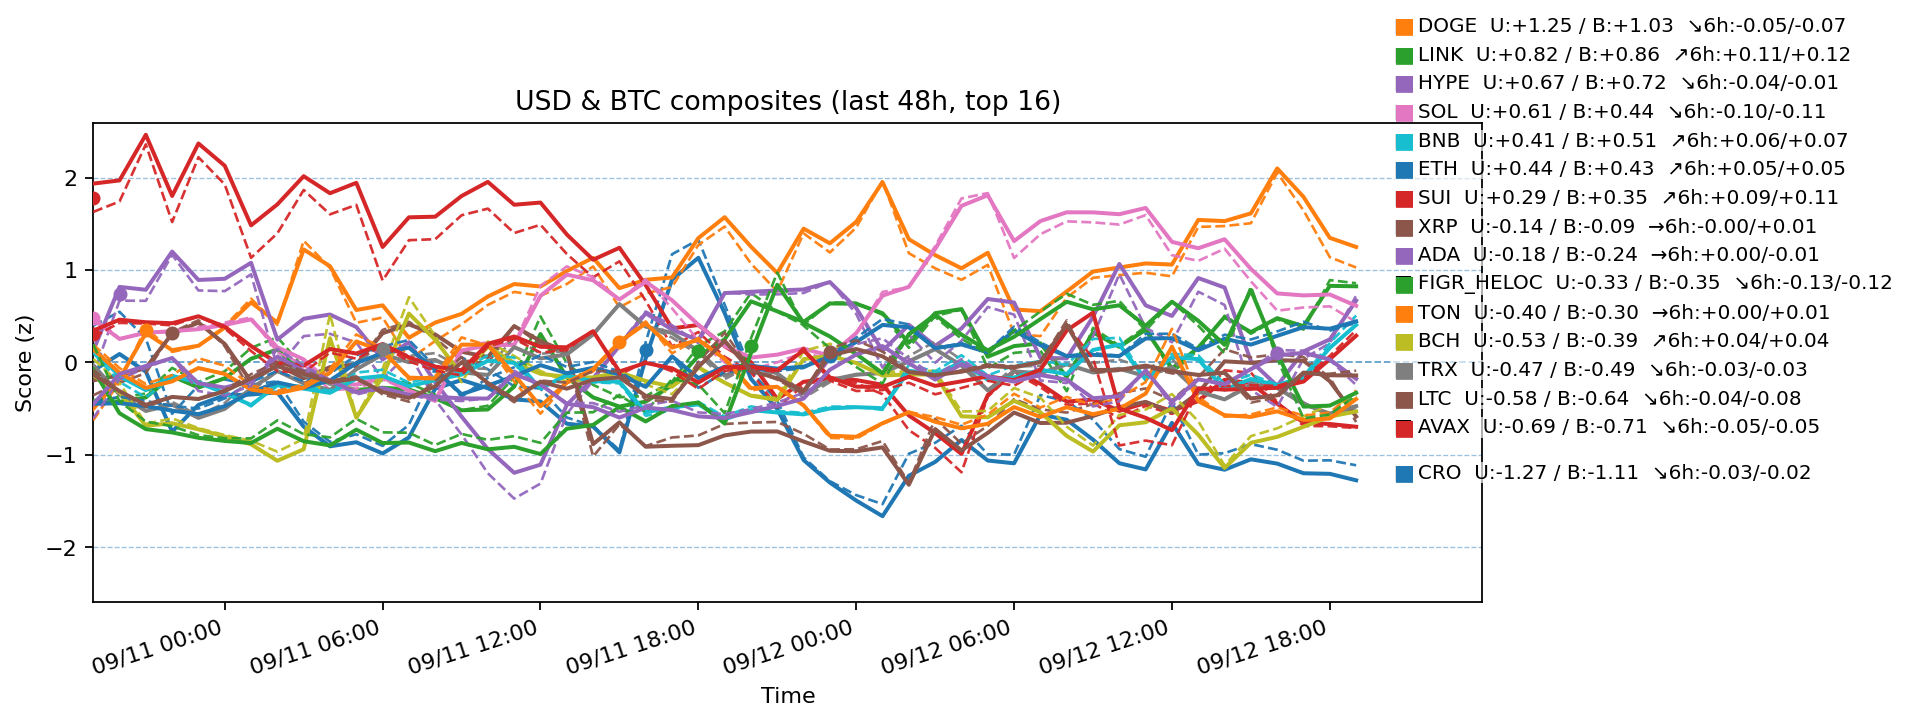 DOGE  U:+1.25 / B:+1.03  ↘6h:-0.05/-0.07
LINK  U:+0.82 / B:+0.86  ↗6h:+0.11/+0.12
HYPE  U:+0.67 / B:+0.72  ↘6h:-0.04/-0.01
SOL  U:+0.61 / B:+0.44  ↘6h:-0.10/-0.11
BNB  U:+0.41 / B:+0.51  ↗6h:+0.06/+0.07
ETH  U:+0.44 / B:+0.43  ↗6h:+0.05/+0.05
SUI  U:+0.29 / B:+0.35  ↗6h:+0.09/+0.11
XRP  U:-0.14 / B:-0.09  →6h:-0.00/+0.01
ADA  U:-0.18 / B:-0.24  →6h:+0.00/-0.01
FIGR_HELOC  U:-0.33 / B:-0.35  ↘6h:-0.13/-0.12
TON  U:-0.40 / B:-0.30  →6h:+0.00/+0.01
BCH  U:-0.53 / B:-0.39  ↗6h:+0.04/+0.04
TRX  U:-0.47 / B:-0.49  ↘6h:-0.03/-0.03
LTC  U:-0.58 / B:-0.64  ↘6h:-0.04/-0.08
AVAX  U:-0.69 / B:-0.71  ↘6h:-0.05/-0.05
CRO  U:-1.27 / B:-1.11  ↘6h:-0.03/-0.02
USD & BTC composites (last 48h, top 16)
Score (z)
2
1
0
−1
−2
09/11 00:00
09/11 06:00
09/11 12:00
09/11 18:00
09/12 00:00
09/12 06:00
09/12 12:00
09/12 18:00
Time